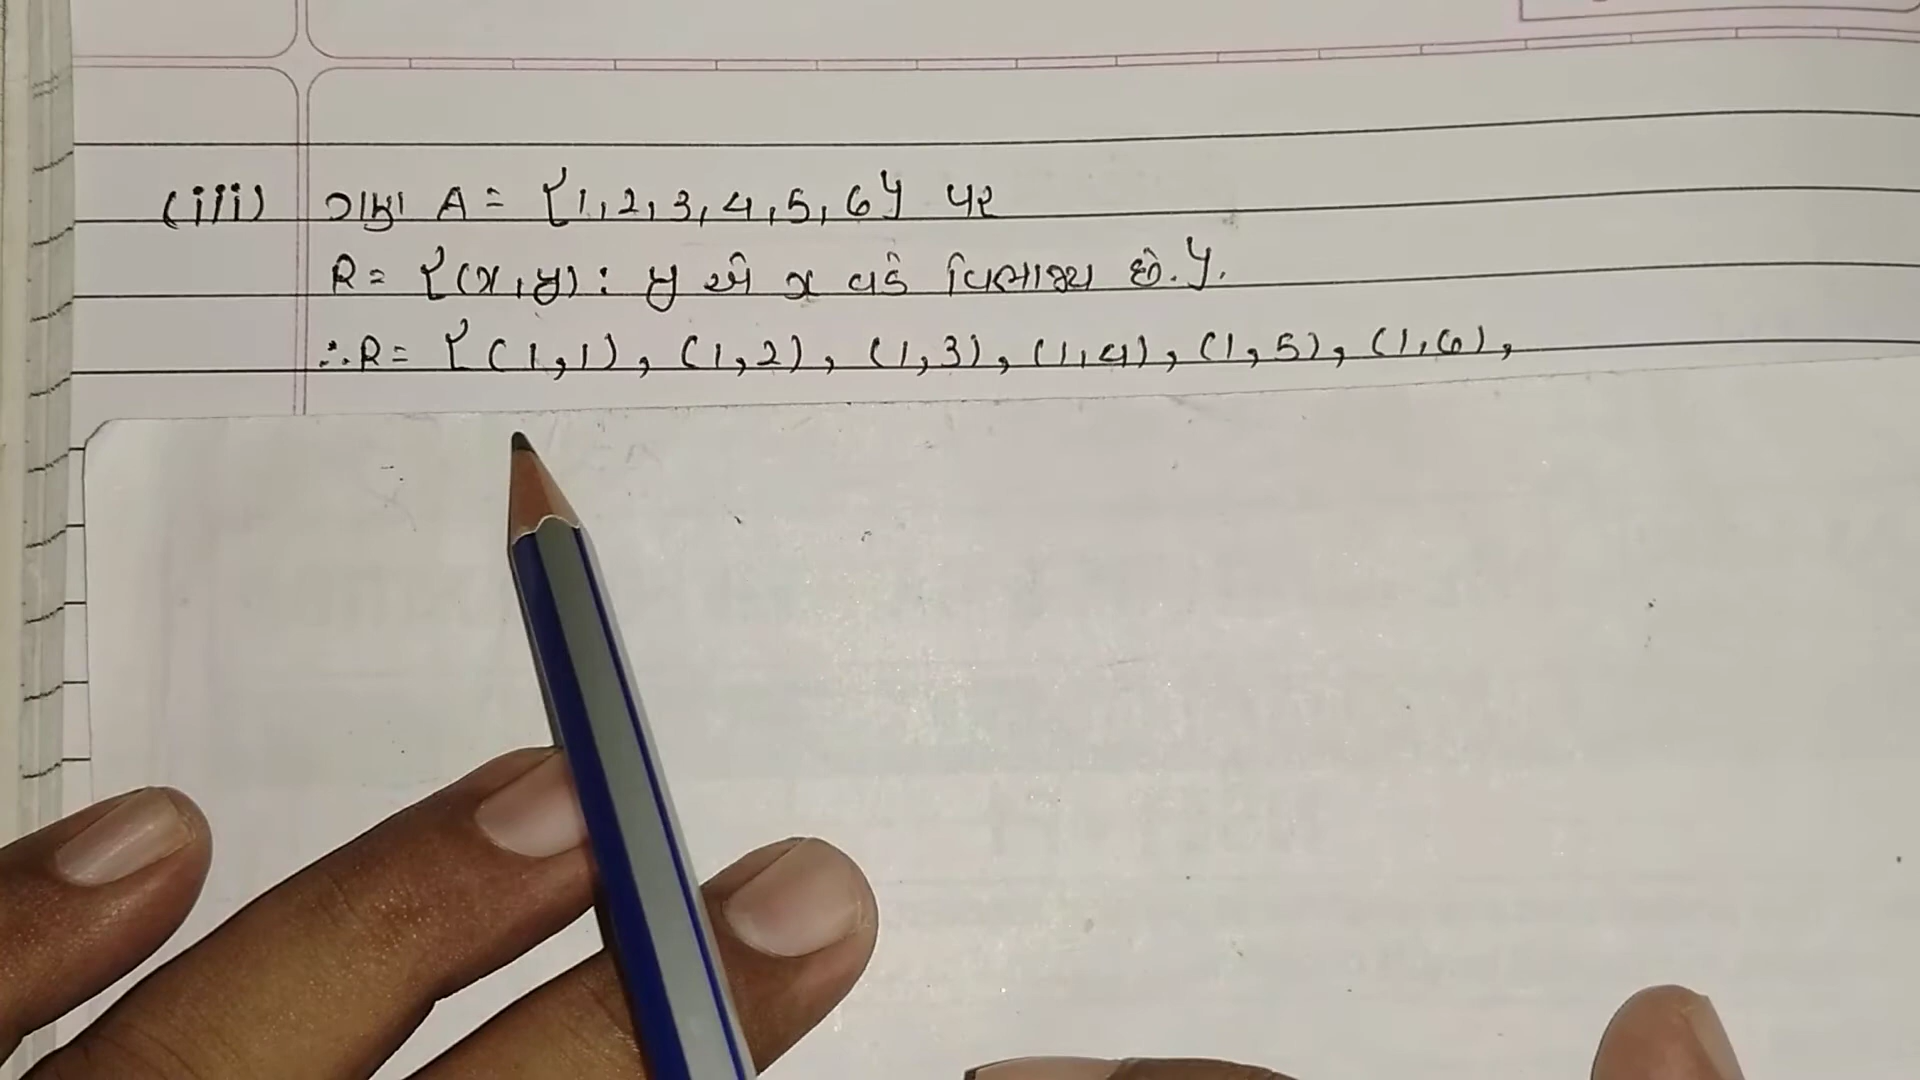 (iii) ગણ A = {1, 2, 3, 4, 5, 6} પર
R = {(x, y) : y એ x વડે વિભાજ્ય છે.}.
∴ R = {(1, 1), (1, 2), (1, 3), (1, 4), (1, 5), (1, 6),